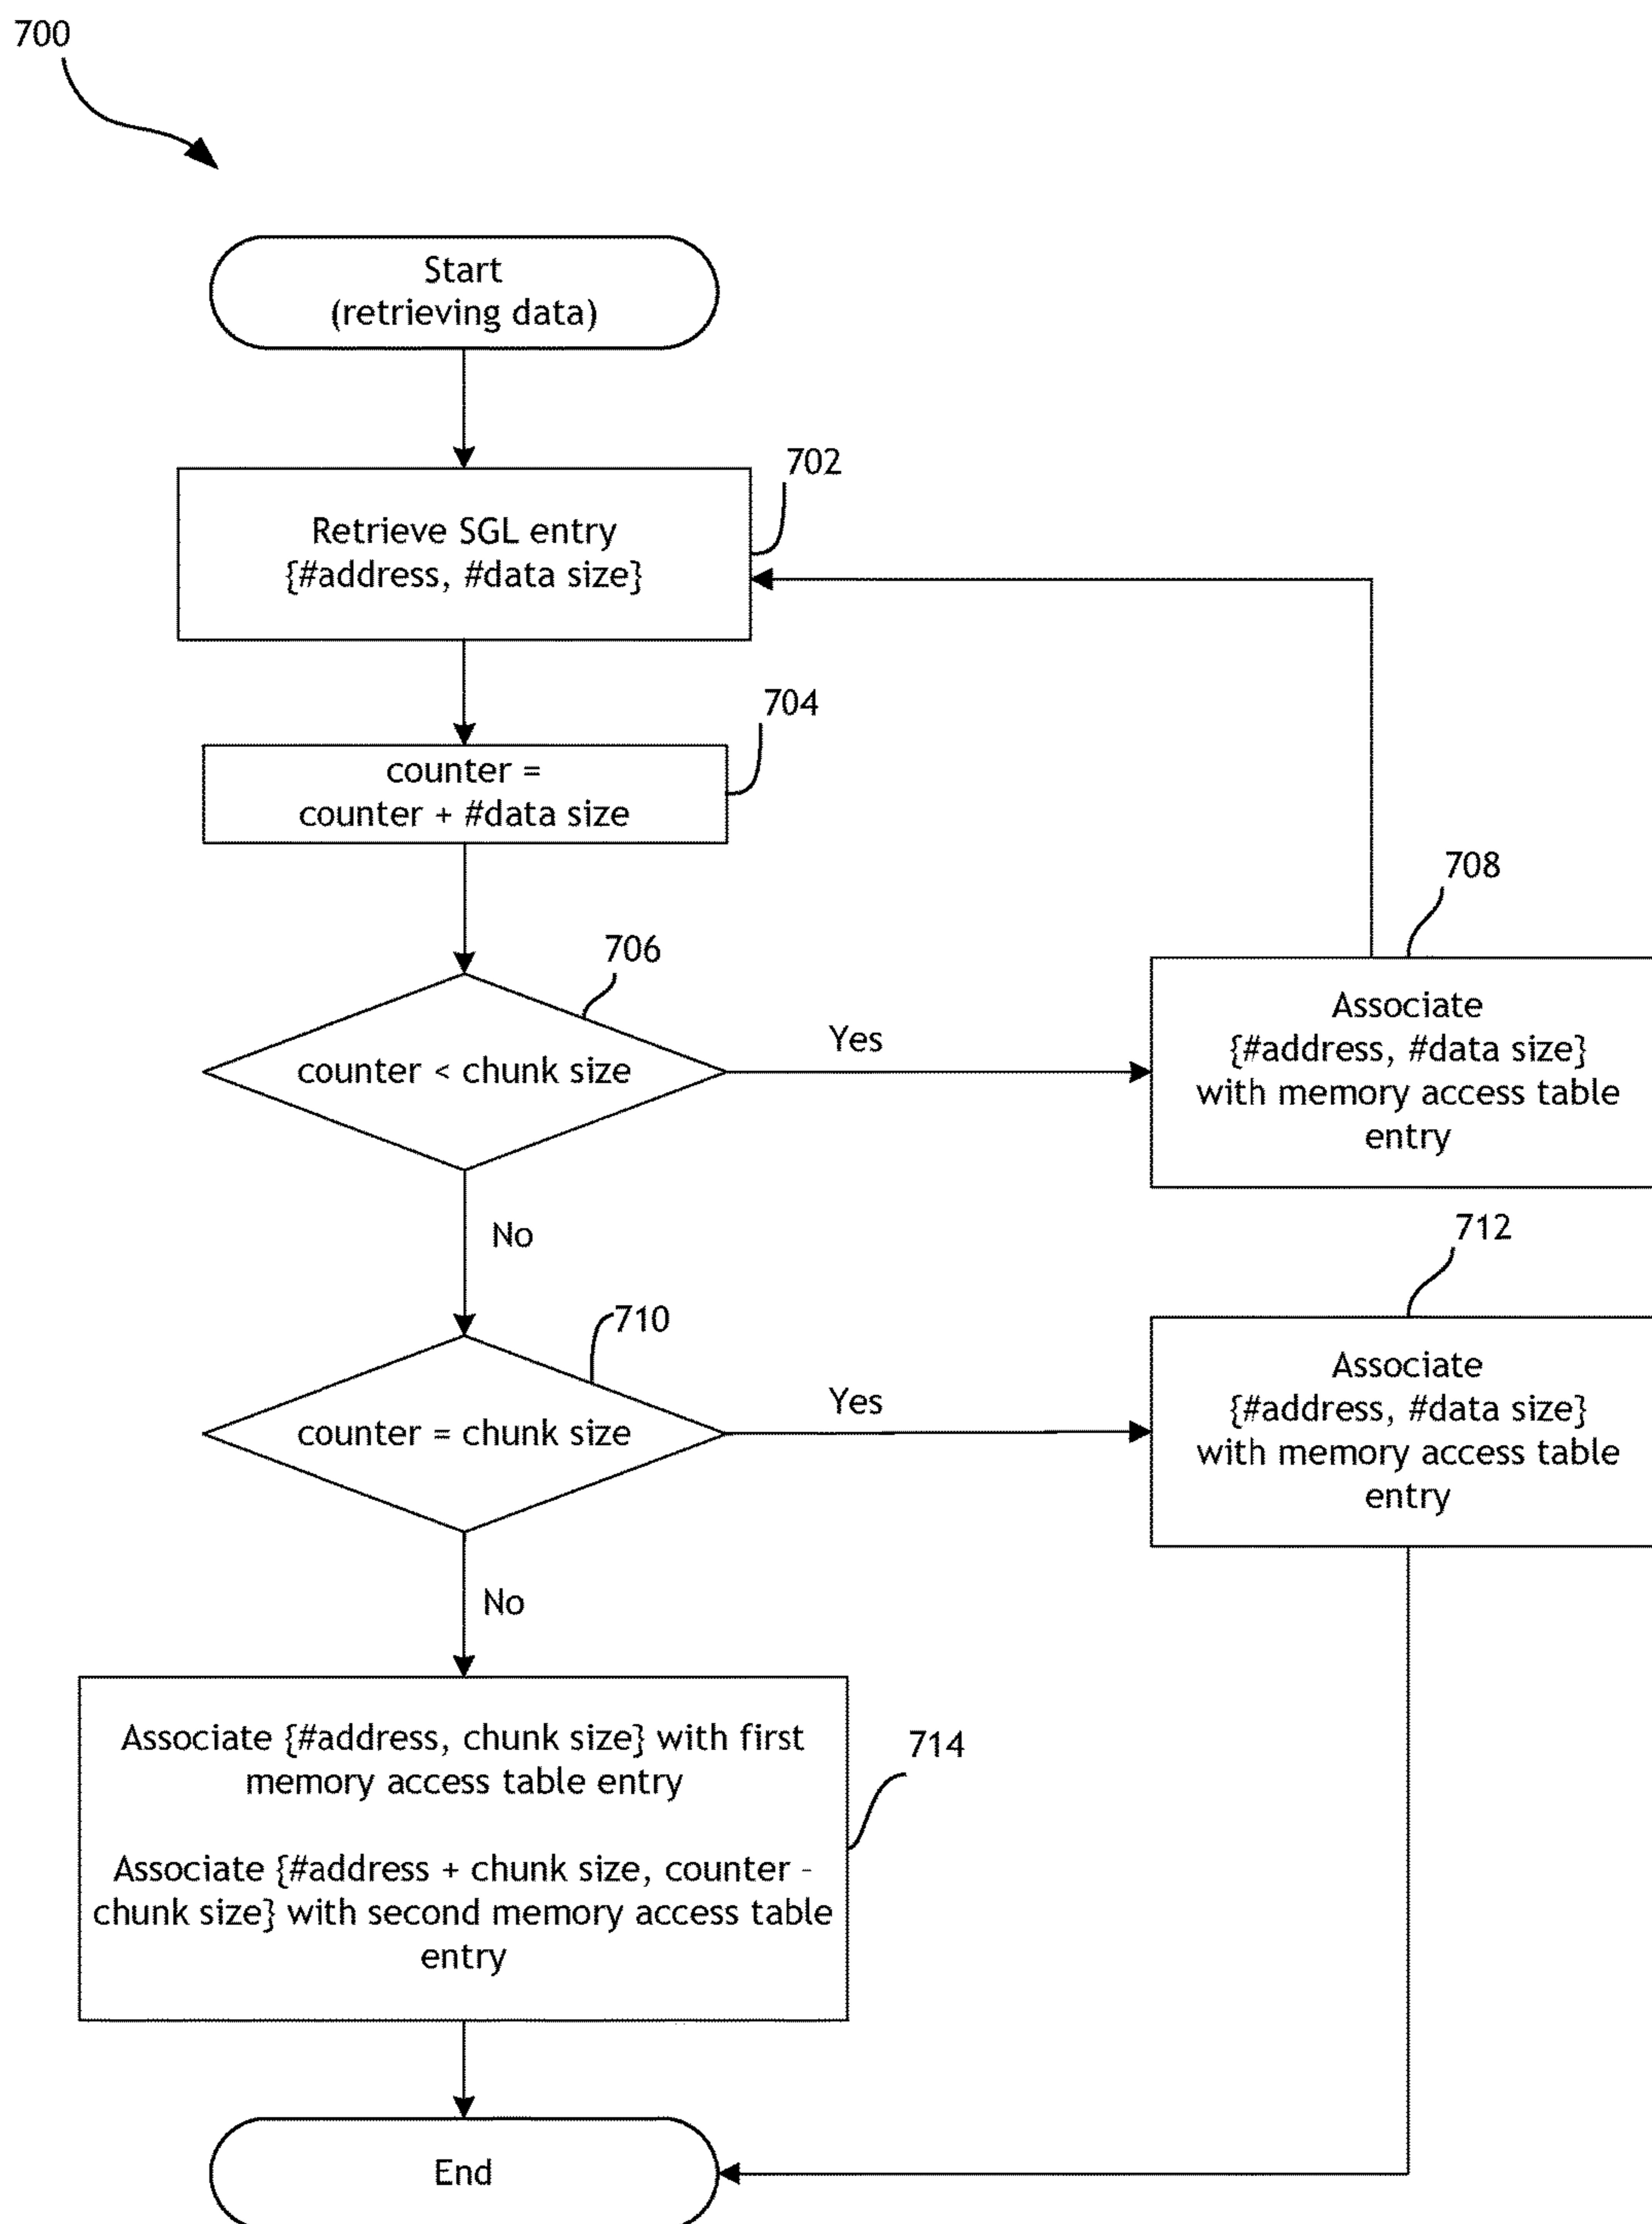 700
Start
(retrieving data)
702
Retrieve SGL entry
{#address, #data size}
704
counter =
counter + #data size
706
counter < chunk size
Yes
708
Associate
{#address, #data size}
with memory access table
entry
No
710
counter = chunk size
Yes
712
Associate
{#address, #data size}
with memory access table
entry
No
714
Associate {#address, chunk size} with first
memory access table entry
Associate {#address + chunk size, counter -
chunk size} with second memory access table
entry
End